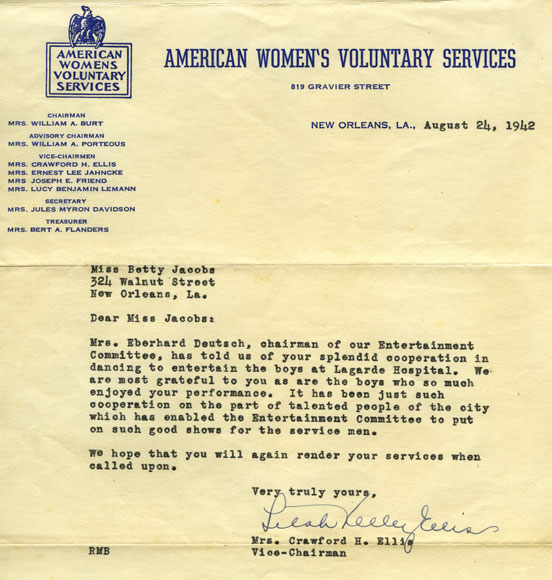 AMERICAN
WOMENS
VOLUNTARY
SERVICES
AMERICAN WOMEN'S VOLUNTARY SERVICES
819 GRAVIER STREET
NEW ORLEANS, LA., August 24, 1942
CHAIRMAN
MRS. WILLIAM A. BURT
ADVISORY CHAIRMAN
MRS. WILLIAM A. PORTEOUS
VICE-CHAIRMEN
MRS. CRAWFORD H. ELLIS
MRS. ERNEST LEE JAHNCKE
MRS. JOSEPH E. FRIEND
MRS. LUCY BENJAMIN LEMANN
SECRETARY
MRS. JULES MYRON DAVIDSON
TREASURER
MRS. BERT A. FLANDERS
Miss Betty Jacobs
324 Walnut Street
New Orleans, La.
Dear Miss Jacobs:
Mrs. Eberhard Deutsch, chairman of our Entertainment
Committee, has told us of your splendid cooperation in
dancing to entertain the boys at Lagarde Hospital. We
are most grateful to you as are the boys who so much
enjoyed your performance. It has been just such
cooperation on the part of talented people of the city
which has enabled the Entertainment Committee to put
on such good shows for the service men.
We hope that you will again render your services when
called upon.
Very truly yours,
Kelley Ellis
Mrs. Crawford H. Ellis
RMB Vice-Chairman